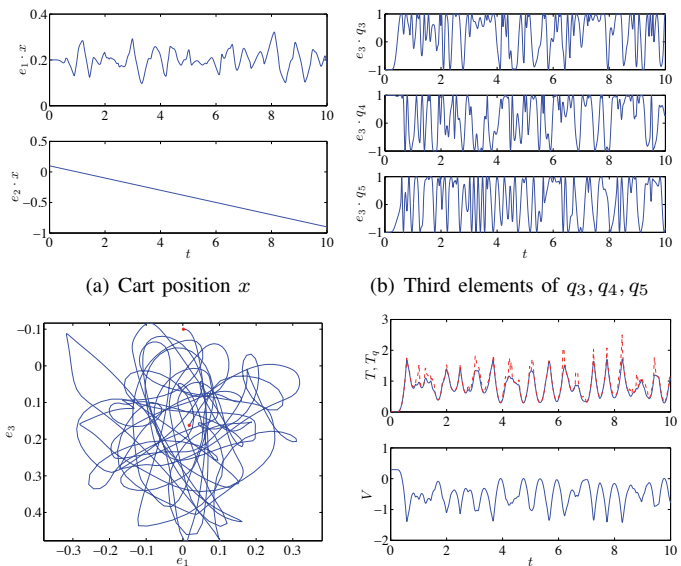 0.4
0.2
0
e₁ · x
0 2 4 6 8 10
0.5
0
−0.5
−1
e₂ · x
0 2 4 6 8 10
t
(a) Cart position x
1
0
−1
e₃ · q₃
0 2 4 6 8 10
1
0
−1
e₃ · q₄
0 2 4 6 8 10
1
0
−1
e₃ · q₅
0 2 4 6 8 10
t
(b) Third elements of q₃, q₄, q₅
−0.1
0
0.1
0.2
0.3
0.4
e₃
−0.3 −0.2 −0.1 0 0.1 0.2 0.3
e₁
3
2
1
0
T, T_q
0 2 4 6 8 10
1
0
−1
−2
V
0 2 4 6 8 10
t